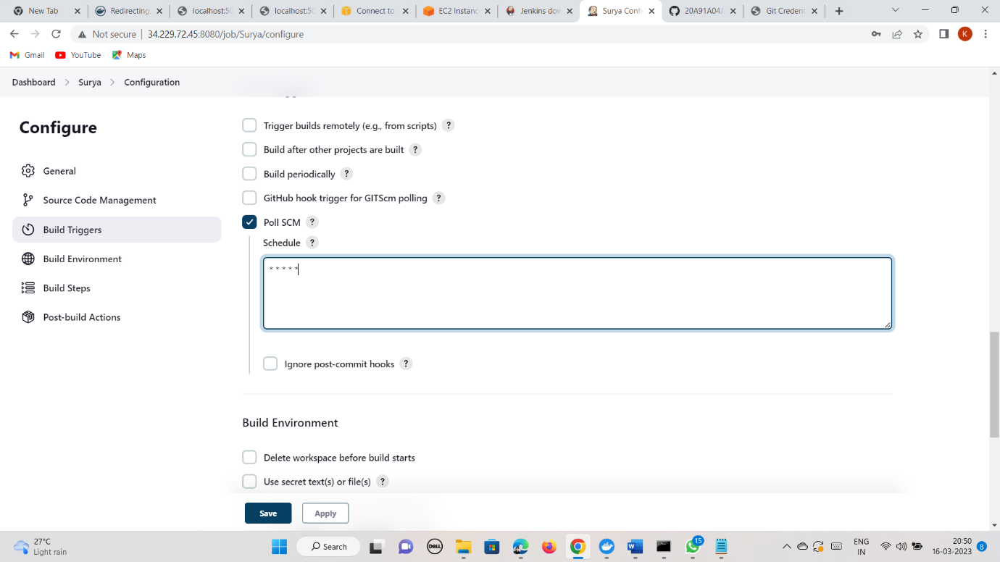 New Tab
Redirecting
localhost:50
localhost:50
Connect to
EC2 Instanc
Jenkins dow
Surya Confi
20A91A04J
Git Credent
Not secure | 34.229.72.45:8080/job/Surya/configure
K
Gmail
YouTube
Maps
Dashboard > Surya > Configuration
Configure
General
Source Code Management
Build Triggers
Build Environment
Build Steps
Post-build Actions
Trigger builds remotely (e.g., from scripts) ?
Build after other projects are built ?
Build periodically ?
GitHub hook trigger for GITScm polling ?
Poll SCM ?
Schedule ?
* * * * *
Ignore post-commit hooks ?
Build Environment
Delete workspace before build starts
Use secret text(s) or file(s) ?
Save
Apply
27°C
Light rain
Search
DELL
15
ENG
IN
20:50
16-03-2023
8